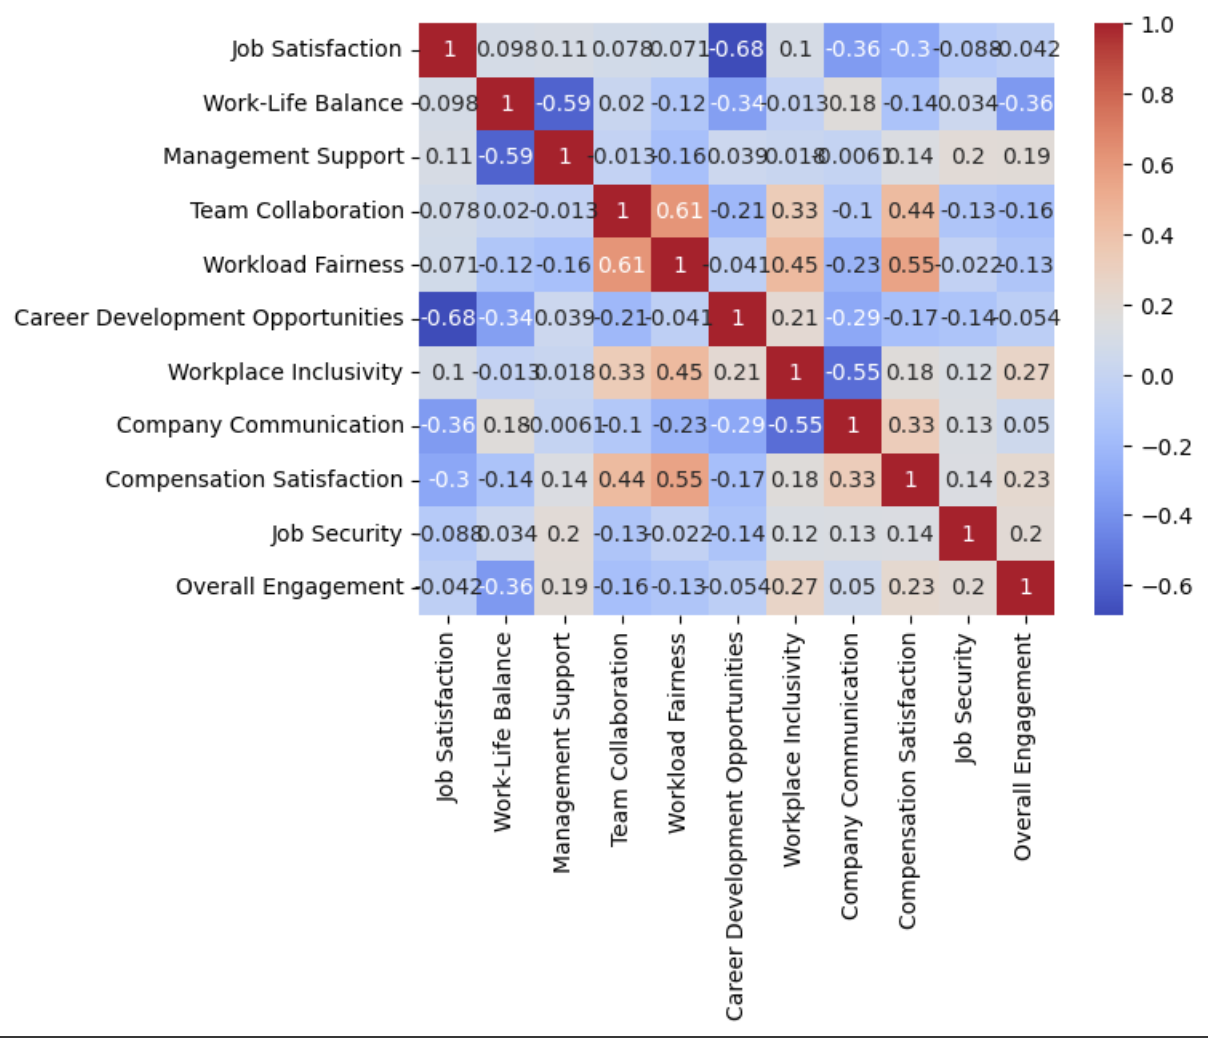 Job Satisfaction 1 0.098 0.11 0.078 0.071 -0.68 0.1 -0.36 -0.3 -0.088 -0.042
Work-Life Balance 0.098 1 -0.59 0.02 -0.12 -0.34 -0.013 0.18 -0.14 0.034 -0.36
Management Support 0.11 -0.59 1 -0.013 -0.16 0.039 0.018 -0.0061 0.14 0.2 0.19
Team Collaboration 0.078 0.02 -0.013 1 0.61 -0.21 0.33 -0.1 0.44 -0.13 -0.16
Workload Fairness 0.071 -0.12 -0.16 0.61 1 -0.041 0.45 -0.23 0.55 -0.022 -0.13
Career Development Opportunities -0.68 -0.34 0.039 -0.21 -0.041 1 0.21 -0.29 -0.17 -0.14 -0.054
Workplace Inclusivity 0.1 -0.013 0.018 0.33 0.45 0.21 1 -0.55 0.18 0.12 0.27
Company Communication -0.36 0.18 -0.0061 -0.1 -0.23 -0.29 -0.55 1 0.33 0.13 0.05
Compensation Satisfaction -0.3 -0.14 0.14 0.44 0.55 -0.17 0.18 0.33 1 0.14 0.23
Job Security -0.088 0.034 0.2 -0.13 -0.022 -0.14 0.12 0.13 0.14 1 0.2
Overall Engagement -0.042 -0.36 0.19 -0.16 -0.13 -0.054 0.27 0.05 0.23 0.2 1
Job Satisfaction
Work-Life Balance
Management Support
Team Collaboration
Workload Fairness
Career Development Opportunities
Workplace Inclusivity
Company Communication
Compensation Satisfaction
Job Security
Overall Engagement
1.0
0.8
0.6
0.4
0.2
0.0
−0.2
−0.4
−0.6